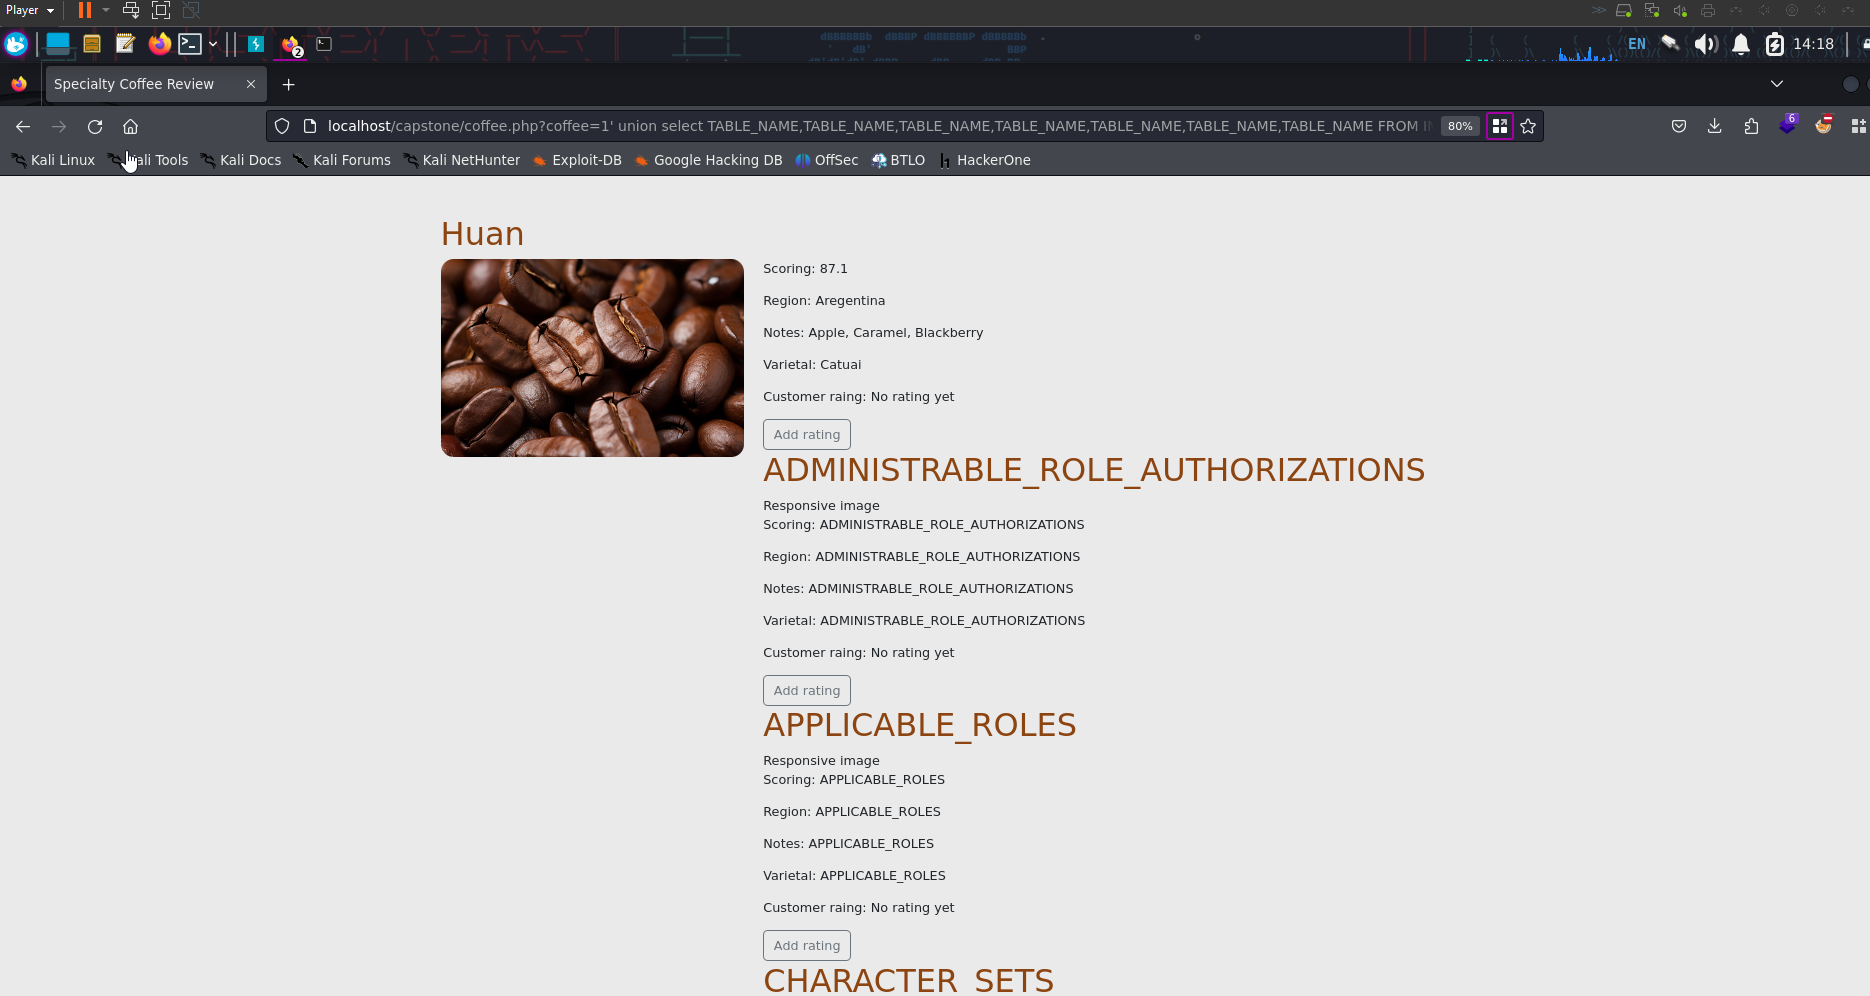 Player
EN
14:18
2
Specialty Coffee Review
localhost/capstone/coffee.php?coffee=1' union select TABLE_NAME,TABLE_NAME,TABLE_NAME,TABLE_NAME,TABLE_NAME,TABLE_NAME,TABLE_NAME FROM
80%
6
Kali Linux Kali Tools Kali Docs Kali Forums Kali NetHunter Exploit-DB Google Hacking DB OffSec BTLO HackerOne
Huan
Scoring: 87.1
Region: Aregentina
Notes: Apple, Caramel, Blackberry
Varietal: Catuai
Customer raing: No rating yet
Add rating
ADMINISTRABLE_ROLE_AUTHORIZATIONS
Responsive image
Scoring: ADMINISTRABLE_ROLE_AUTHORIZATIONS
Region: ADMINISTRABLE_ROLE_AUTHORIZATIONS
Notes: ADMINISTRABLE_ROLE_AUTHORIZATIONS
Varietal: ADMINISTRABLE_ROLE_AUTHORIZATIONS
Customer raing: No rating yet
Add rating
APPLICABLE_ROLES
Responsive image
Scoring: APPLICABLE_ROLES
Region: APPLICABLE_ROLES
Notes: APPLICABLE_ROLES
Varietal: APPLICABLE_ROLES
Customer raing: No rating yet
Add rating
CHARACTER_SETS